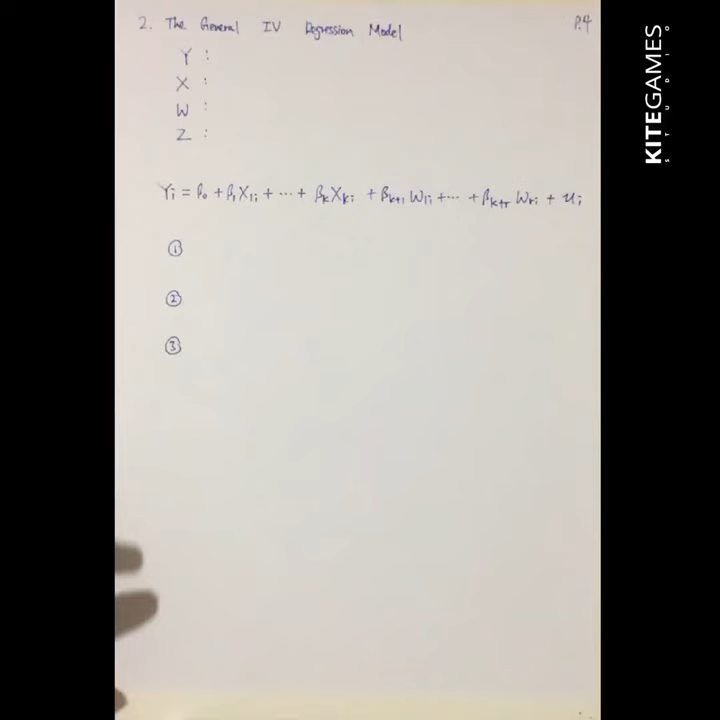 2. The General IV Regression Model P.4
Y :
X :
W :
Z :
Yi = β0 + β1X1i + ... + βkXki + βk+1W1i + ... + βk+rWri + ui
①
②
③
KITEGAMES
STUDIO